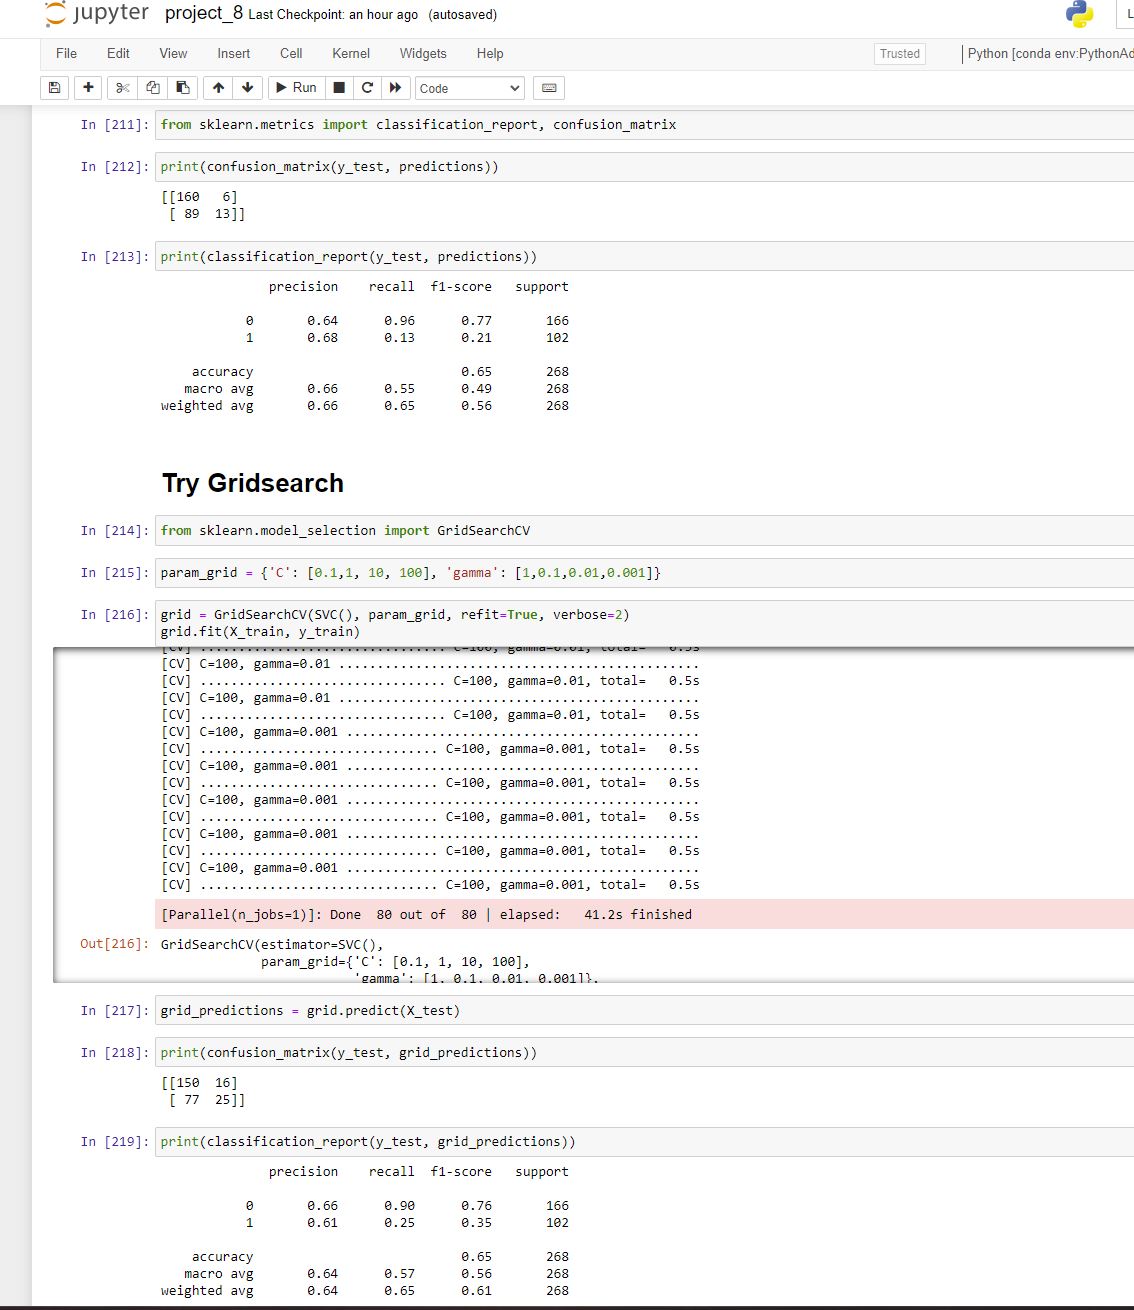 jupyter project_8 Last Checkpoint: an hour ago (autosaved)
File Edit View Insert Cell Kernel Widgets Help Trusted Python [conda env:PythonAd
Run Code
In [211]: from sklearn.metrics import classification_report, confusion_matrix
In [212]: print(confusion_matrix(y_test, predictions))
[[160   6]
 [ 89  13]]
In [213]: print(classification_report(y_test, predictions))
              precision    recall  f1-score   support
           0       0.64      0.96      0.77       166
           1       0.68      0.13      0.21       102
    accuracy                           0.65       268
   macro avg       0.66      0.55      0.49       268
weighted avg       0.66      0.65      0.56       268
Try Gridsearch
In [214]: from sklearn.model_selection import GridSearchCV
In [215]: param_grid = {'C': [0.1,1, 10, 100], 'gamma': [1,0.1,0.01,0.001]}
In [216]: grid = GridSearchCV(SVC(), param_grid, refit=True, verbose=2)
grid.fit(X_train, y_train)
[CV] ................................ C=100, gamma=0.01, total=   0.5s
[CV] C=100, gamma=0.01 ...............................................
[CV] ................................ C=100, gamma=0.01, total=   0.5s
[CV] C=100, gamma=0.01 ...............................................
[CV] ................................ C=100, gamma=0.01, total=   0.5s
[CV] C=100, gamma=0.001 ..............................................
[CV] ............................... C=100, gamma=0.001, total=   0.5s
[CV] C=100, gamma=0.001 ..............................................
[CV] ............................... C=100, gamma=0.001, total=   0.5s
[CV] C=100, gamma=0.001 ..............................................
[CV] ............................... C=100, gamma=0.001, total=   0.5s
[CV] C=100, gamma=0.001 ..............................................
[CV] ............................... C=100, gamma=0.001, total=   0.5s
[CV] C=100, gamma=0.001 ..............................................
[CV] ............................... C=100, gamma=0.001, total=   0.5s
[Parallel(n_jobs=1)]: Done  80 out of  80 | elapsed:   41.2s finished
Out[216]: GridSearchCV(estimator=SVC(),
             param_grid={'C': [0.1, 1, 10, 100],
                         'gamma': [1, 0.1, 0.01, 0.001]},
In [217]: grid_predictions = grid.predict(X_test)
In [218]: print(confusion_matrix(y_test, grid_predictions))
[[150  16]
 [ 77  25]]
In [219]: print(classification_report(y_test, grid_predictions))
              precision    recall  f1-score   support
           0       0.66      0.90      0.76       166
           1       0.61      0.25      0.35       102
    accuracy                           0.65       268
   macro avg       0.64      0.57      0.56       268
weighted avg       0.64      0.65      0.61       268